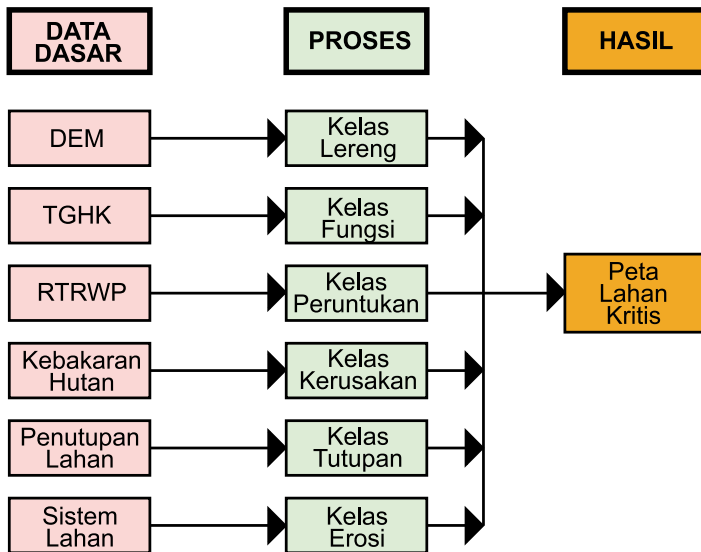 DATA
DASAR
PROSES
HASIL
DEM
Kelas
Lereng
TGHK
Kelas
Fungsi
RTRWP
Kelas
Peruntukan
Peta
Lahan
Kritis
Kebakaran
Hutan
Kelas
Kerusakan
Penutupan
Lahan
Kelas
Tutupan
Sistem
Lahan
Kelas
Erosi